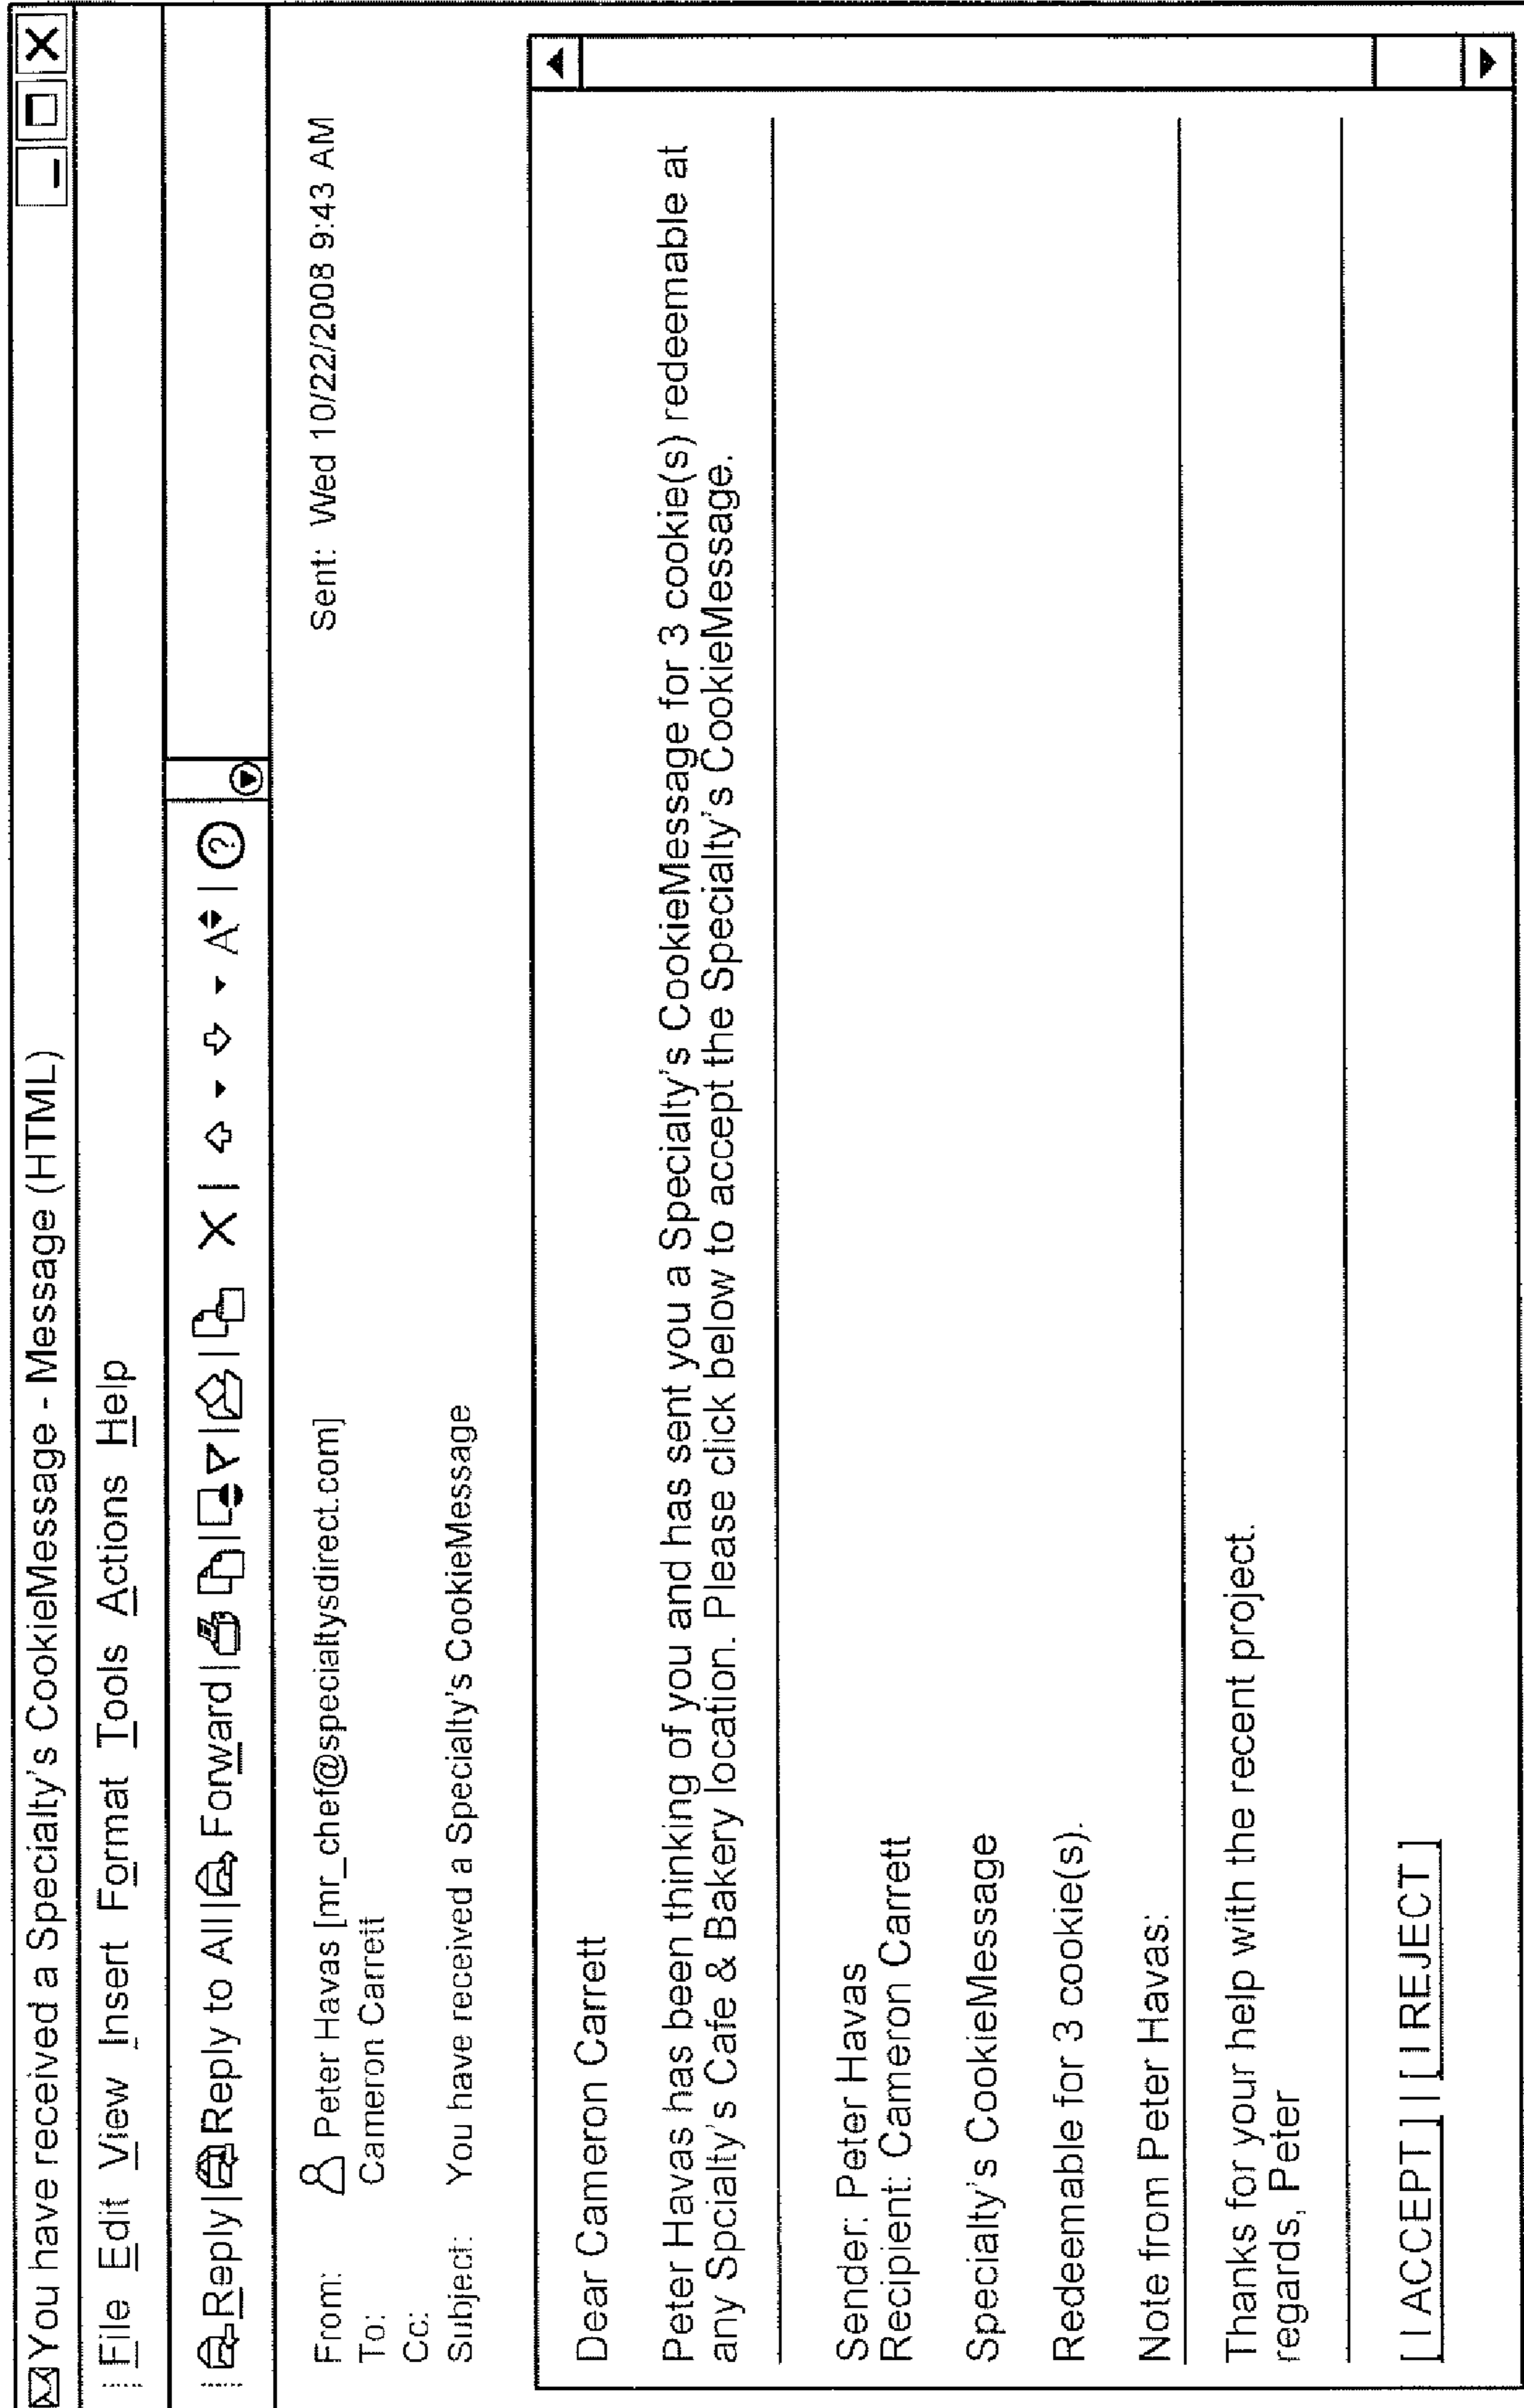 You have received a Specialty's CookieMessage - Message (HTML)
File Edit View Insert Format Tools Actions Help
Reply | Reply to All | Forward
From: Peter Havas [mr_chef@specialtysdirect.com]
Sent: Wed 10/22/2008 9:43 AM
To: Cameron Carrett
Cc:
Subject: You have received a Specialty's CookieMessage
Dear Cameron Carrett
Peter Havas has been thinking of you and has sent you a Specialty's CookieMessage for 3 cookie(s) redeemable at
any Spcialty's Cafe & Bakery location. Please click below to accept the Specialty's CookieMessage.
Sender: Peter Havas
Recipient: Cameron Carrett
Specialty's CookieMessage
Redeemable for 3 cookie(s).
Note from Peter Havas:
Thanks for your help with the recent project.
regards, Peter
[ I ACCEPT ] | [ I REJECT ]